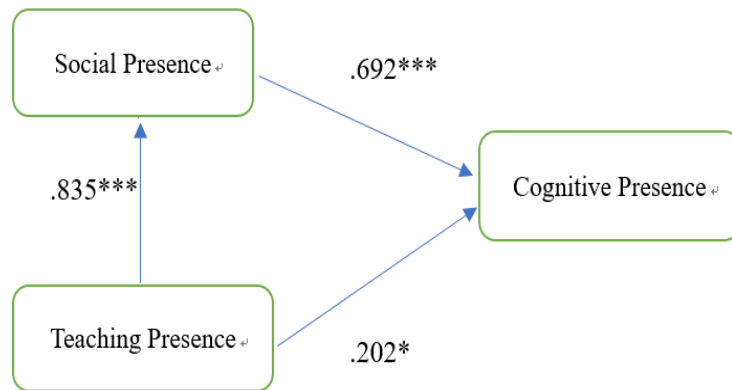 Social Presence
.692***
Cognitive Presence
.835***
Teaching Presence
.202*